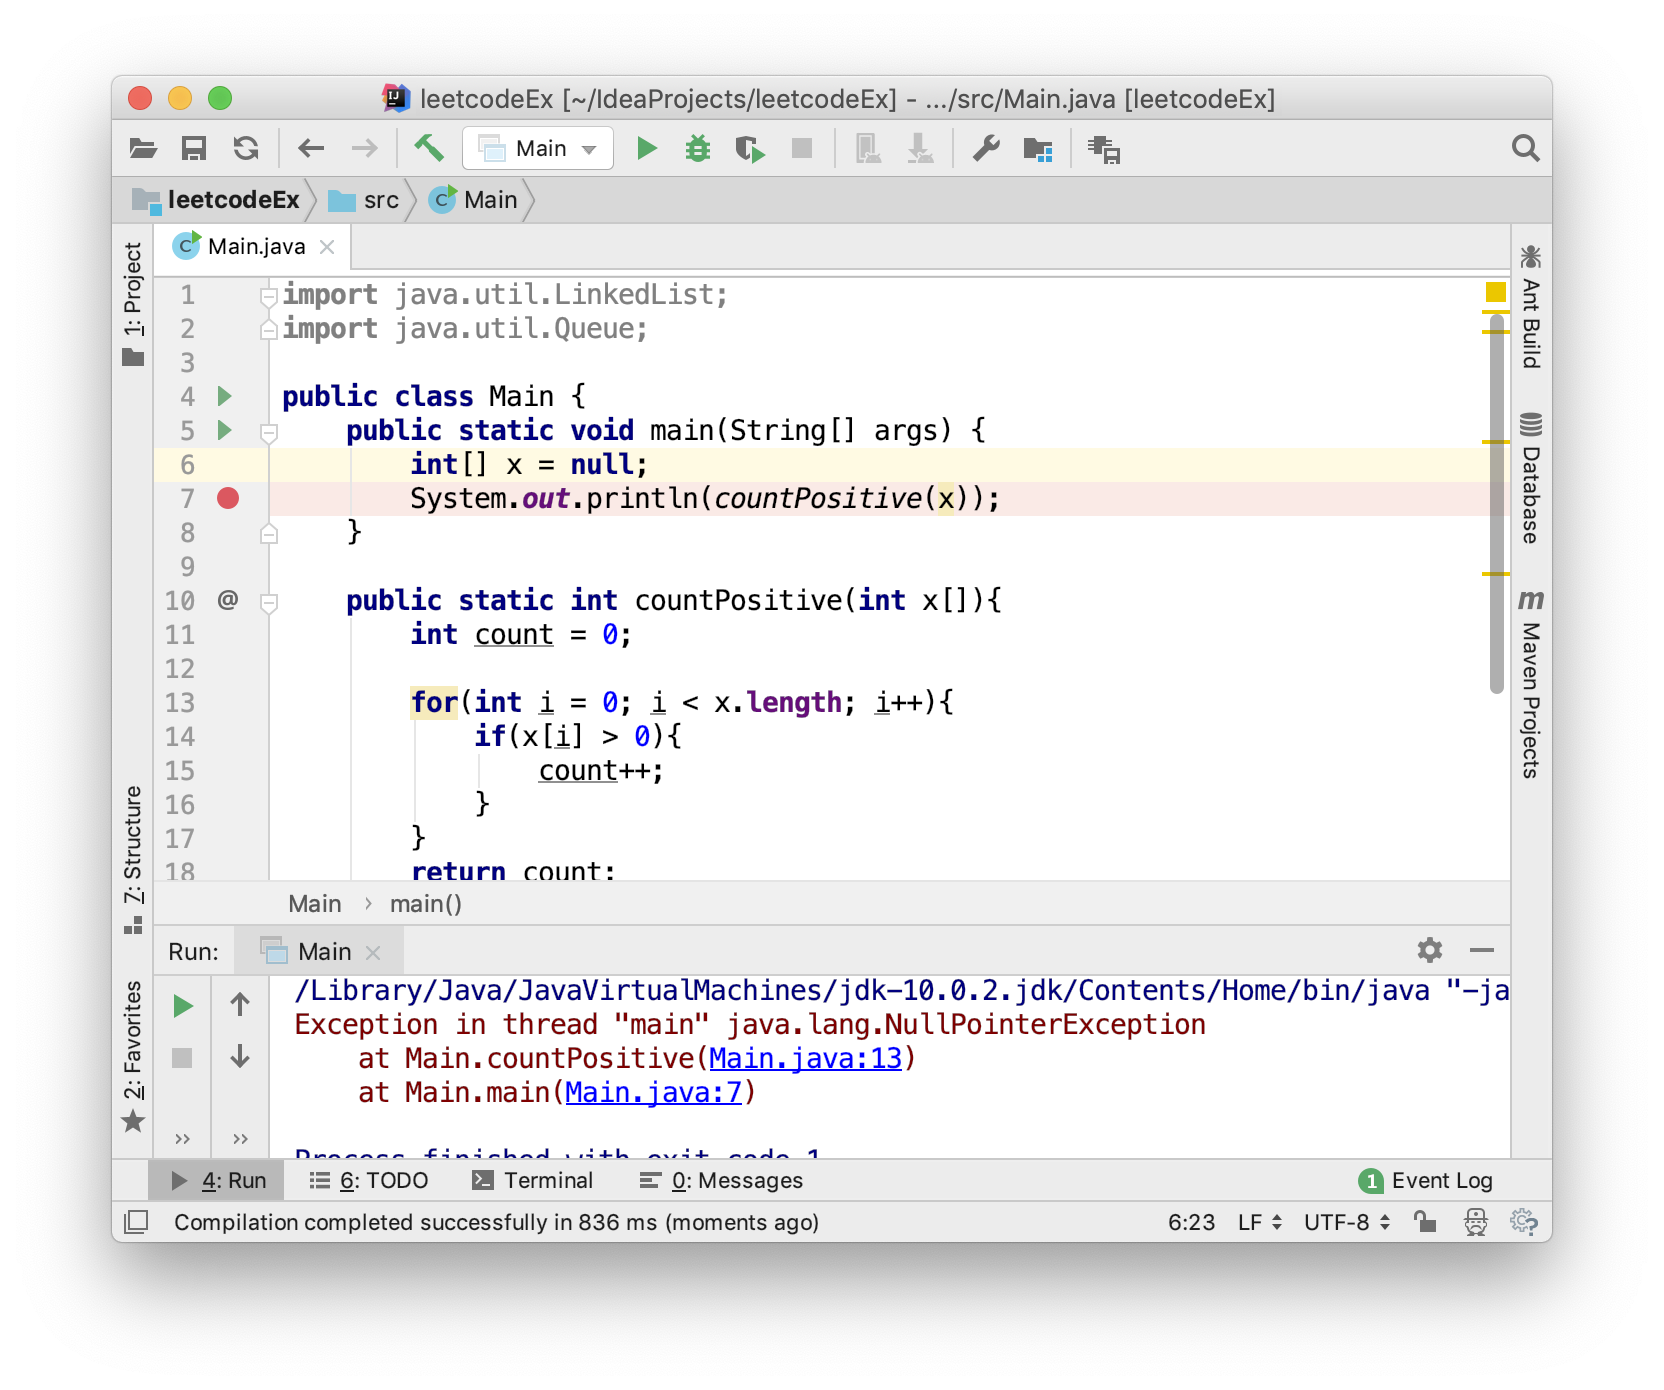 leetcodeEx [~/IdeaProjects/leetcodeEx] - .../src/Main.java [leetcodeEx]
Main
leetcodeEx src Main
Main.java
1: Project
7: Structure
2: Favorites
1 import java.util.LinkedList;
2 import java.util.Queue;
3
4 public class Main {
5 public static void main(String[] args) {
6 int[] x = null;
7 System.out.println(countPositive(x));
8 }
9
10 @ public static int countPositive(int x[]){
11 int count = 0;
12
13 for(int i = 0; i < x.length; i++){
14 if(x[i] > 0){
15 count++;
16 }
17 }
18 return count;
Ant Build
Database
m Maven Projects
Main › main()
Run: Main
/Library/Java/JavaVirtualMachines/jdk-10.0.2.jdk/Contents/Home/bin/java "-ja
Exception in thread "main" java.lang.NullPointerException
at Main.countPositive(Main.java:13)
at Main.main(Main.java:7)
Process finished with exit code 1
4: Run 6: TODO Terminal 0: Messages 1 Event Log
Compilation completed successfully in 836 ms (moments ago) 6:23 LF UTF-8